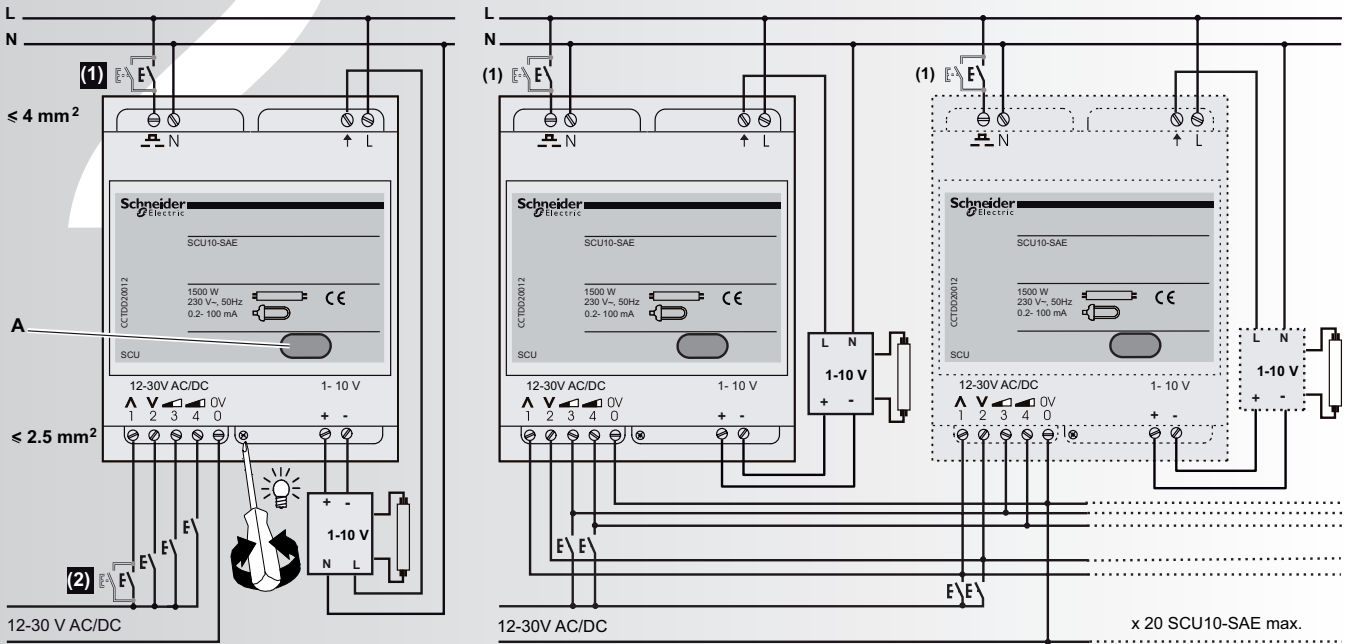 L
N
(1)
≤ 4 mm²
N
L
Schneider
Electric
SCU10-SAE
CCTDD20012
1500 W
230 V~, 50Hz
0.2- 100 mA
CE
A
SCU
12-30V AC/DC
1- 10 V
0V
1 2 3 4 0
+ -
≤ 2.5 mm²
+ -
1-10 V
N L
E
E
E
(2)
E
E
12-30 V AC/DC
L
N
(1)
E
E
N
L
Schneider
Electric
SCU10-SAE
CCTDD20012
1500 W
230 V~, 50Hz
0.2- 100 mA
CE
SCU
12-30V AC/DC
1- 10 V
0V
1 2 3 4 0
+ -
L N
1-10 V
+ -
E E
12-30V AC/DC
(1)
E
E
N
L
Schneider
Electric
SCU10-SAE
CCTDD20012
1500 W
230 V~, 50Hz
0.2- 100 mA
CE
SCU
12-30V AC/DC
1- 10 V
0V
1 2 3 4 0
+ -
L N
1-10 V
+ -
E E
x 20 SCU10-SAE max.